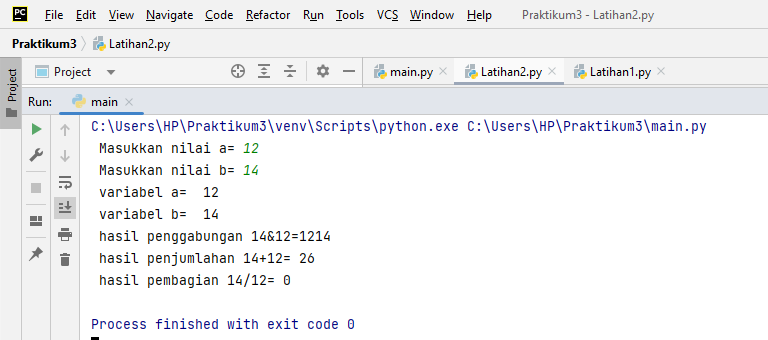 PC File Edit View Navigate Code Refactor Run Tools VCS Window Help Praktikum3 - Latihan2.py
Praktikum3 Latihan2.py
Project main.py Latihan2.py Latihan1.py
Project
Run: main
C:\Users\HP\Praktikum3\venv\Scripts\python.exe C:\Users\HP\Praktikum3\main.py
Masukkan nilai a= 12
Masukkan nilai b= 14
variabel a=  12
variabel b=  14
hasil penggabungan 14&12=1214
hasil penjumlahan 14+12= 26
hasil pembagian 14/12= 0
Process finished with exit code 0